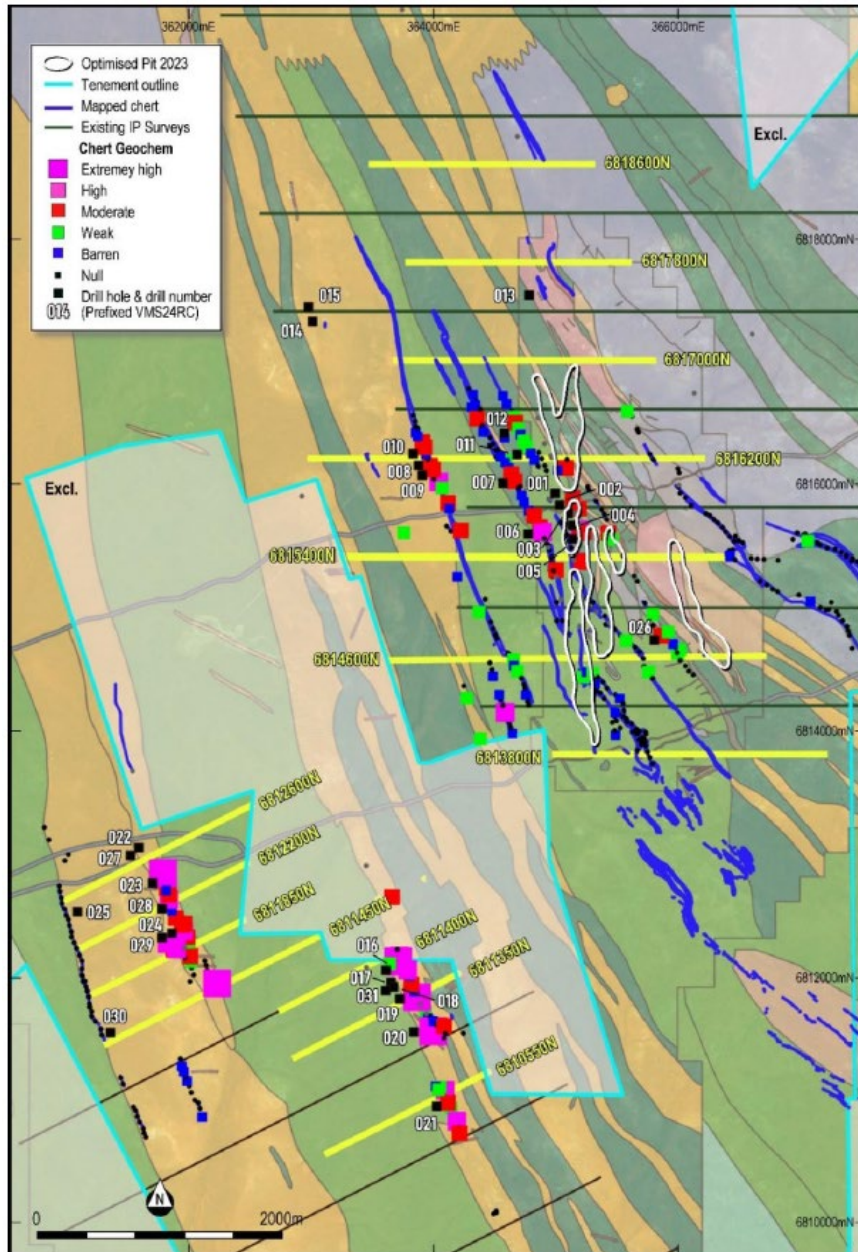 362000mE
364000mE
366000mE
Optimised Pit 2023
Tenement outline
Mapped chert
Existing IP Surveys
Chert Geochem
Extremey high
High
Moderate
Weak
Barren
Null
Drill hole & drill number
014 (Prefixed VMS24RC)
Excl.
6818600N
6818000mN
6817800N
015
013
014
6817000N
012
011
010
6816200N
008
009
007
001
002
6816000mN
004
006
003
6815400N
005
Excl.
026
6814600N
6814000mN
6813800N
6812600N
022
027
6812200N
023
6811850N
028
025
024
029
6811450N
6811400N
016
6811350N
017
031
018
6812000mN
019
030
020
6810550N
021
N
0
2000m
6810000mN